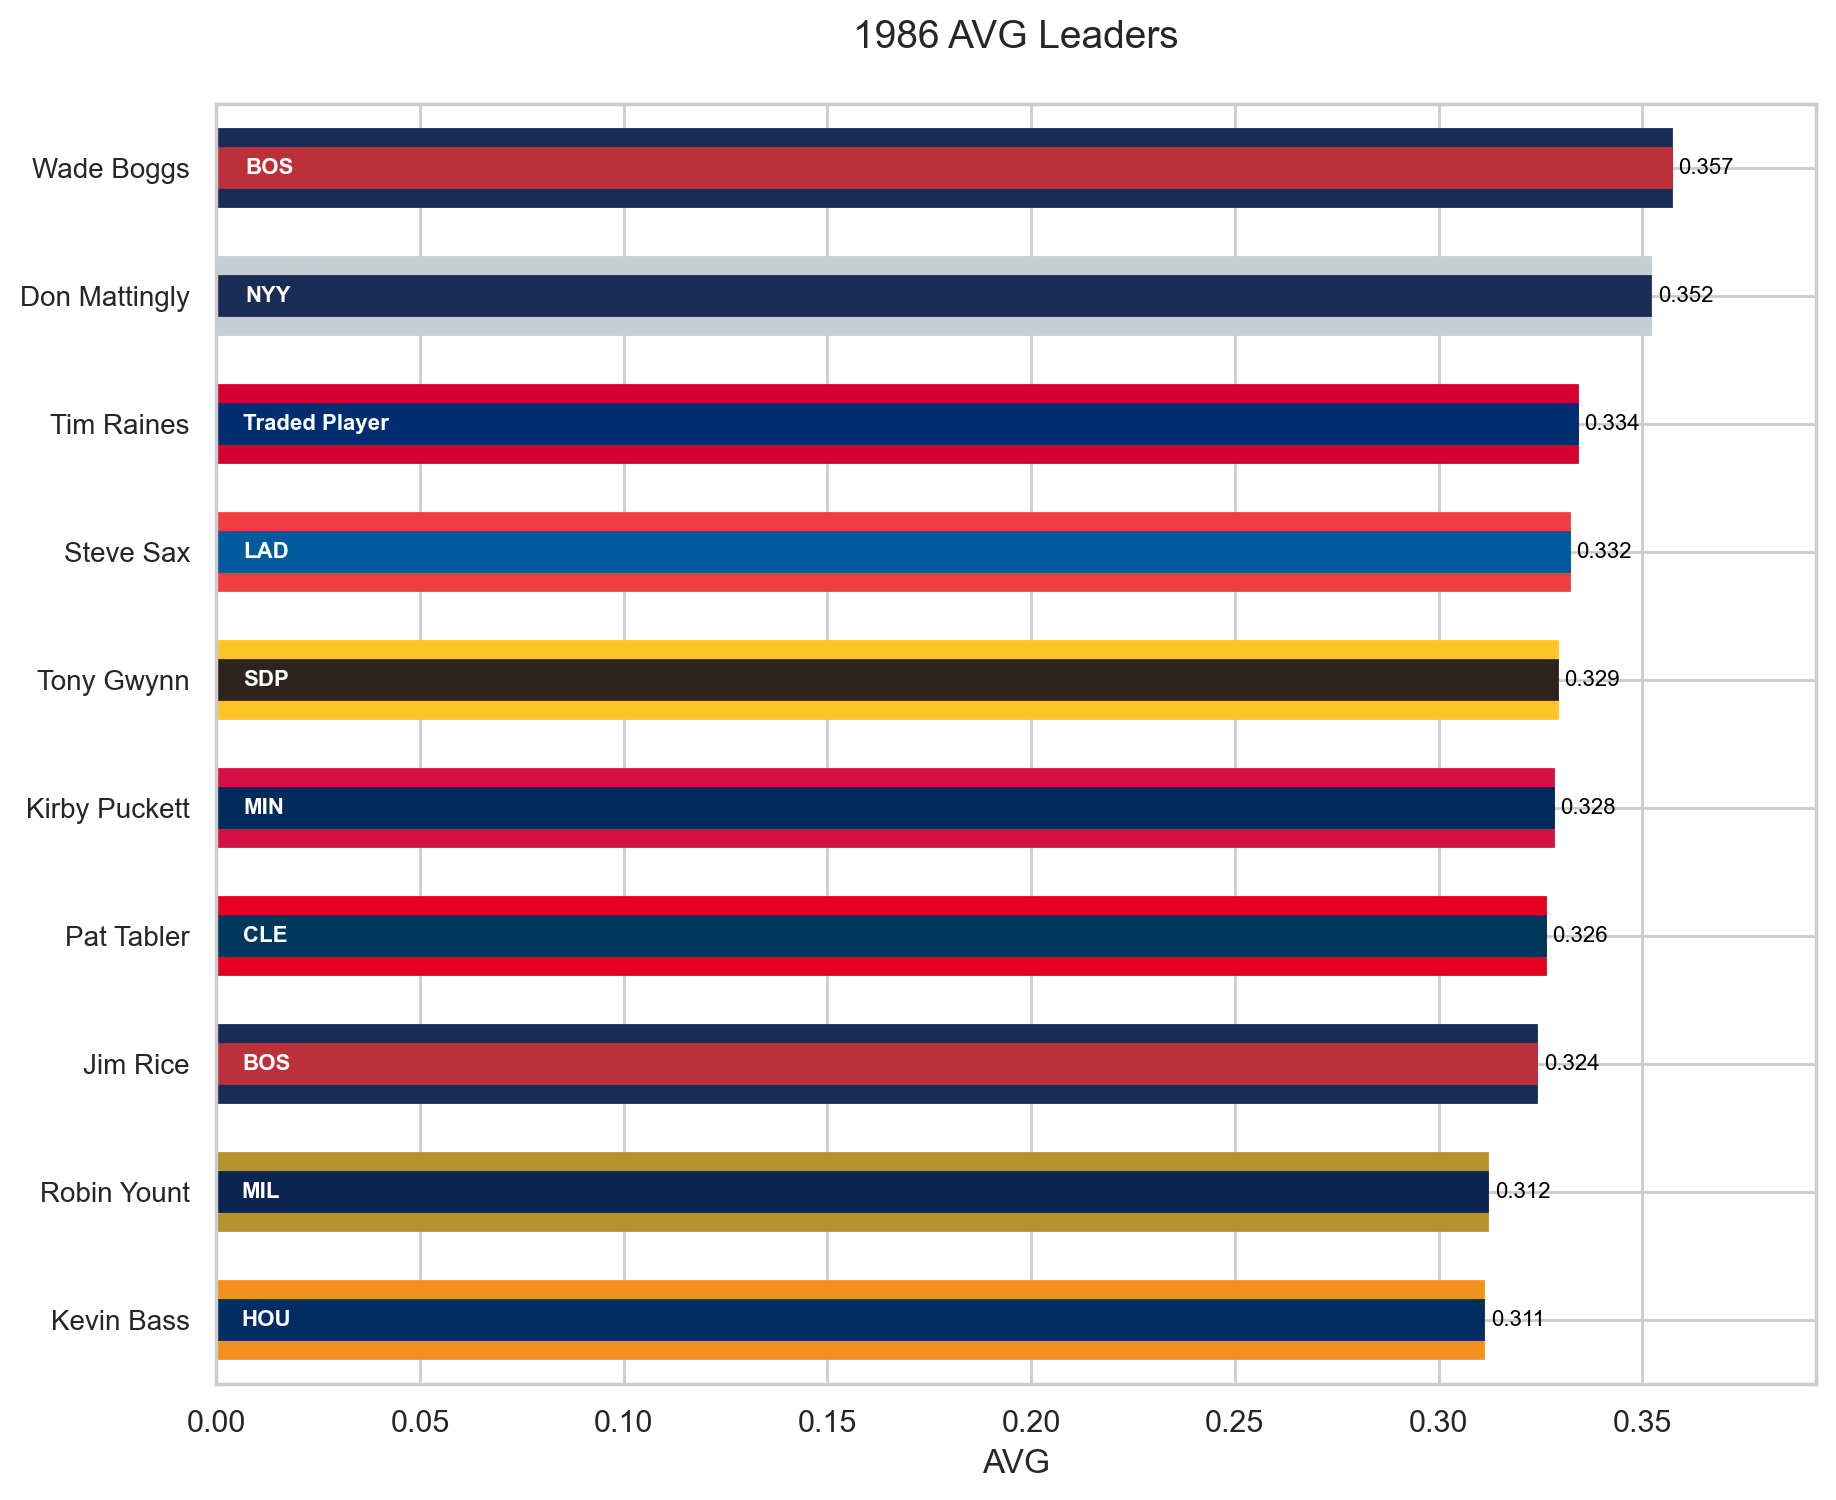 1986 AVG Leaders
Wade Boggs BOS 0.357
Don Mattingly NYY 0.352
Tim Raines Traded Player 0.334
Steve Sax LAD 0.332
Tony Gwynn SDP 0.329
Kirby Puckett MIN 0.328
Pat Tabler CLE 0.326
Jim Rice BOS 0.324
Robin Yount MIL 0.312
Kevin Bass HOU 0.311
0.00 0.05 0.10 0.15 0.20 0.25 0.30 0.35
AVG